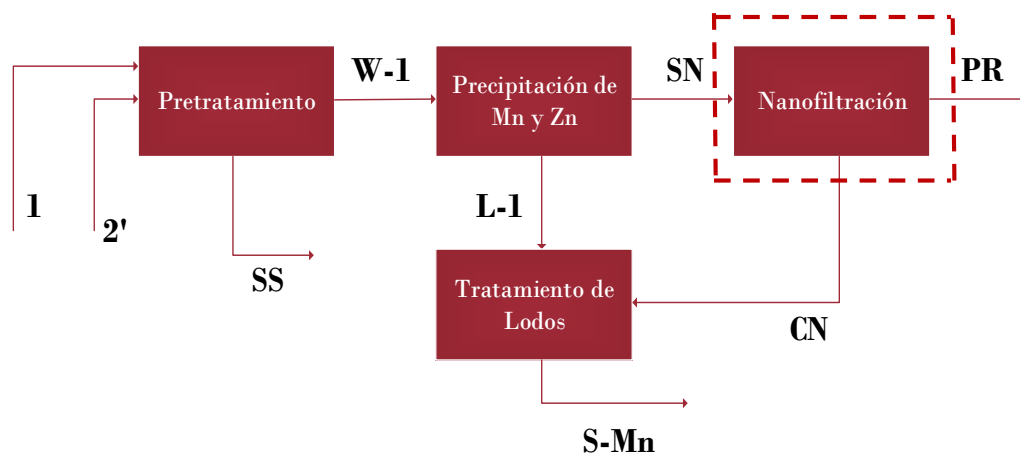 Pretratamiento
W-1
Precipitación de
Mn y Zn
SN
Nanofiltración
PR
1
2'
SS
L-1
Tratamiento de
Lodos
CN
S-Mn